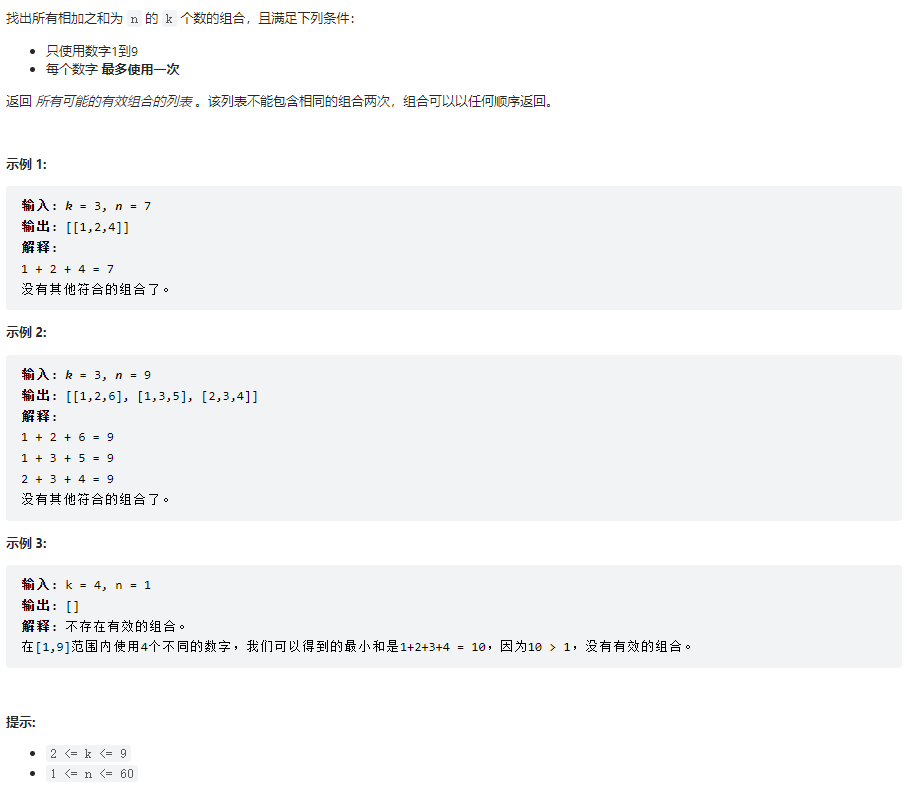 找出所有相加之和为 n 的 k 个数的组合，且满足下列条件：
只使用数字1到9
每个数字 最多使用一次
返回 所有可能的有效组合的列表 。该列表不能包含相同的组合两次，组合可以以任何顺序返回。
示例 1:
输入: k = 3, n = 7
输出: [[1,2,4]]
解释:
1 + 2 + 4 = 7
没有其他符合的组合了。
示例 2:
输入: k = 3, n = 9
输出: [[1,2,6], [1,3,5], [2,3,4]]
解释:
1 + 2 + 6 = 9
1 + 3 + 5 = 9
2 + 3 + 4 = 9
没有其他符合的组合了。
示例 3:
输入: k = 4, n = 1
输出: []
解释: 不存在有效的组合。
在[1,9]范围内使用4个不同的数字，我们可以得到的最小和是1+2+3+4 = 10，因为10 > 1，没有有效的组合。
提示:
2 <= k <= 9
1 <= n <= 60